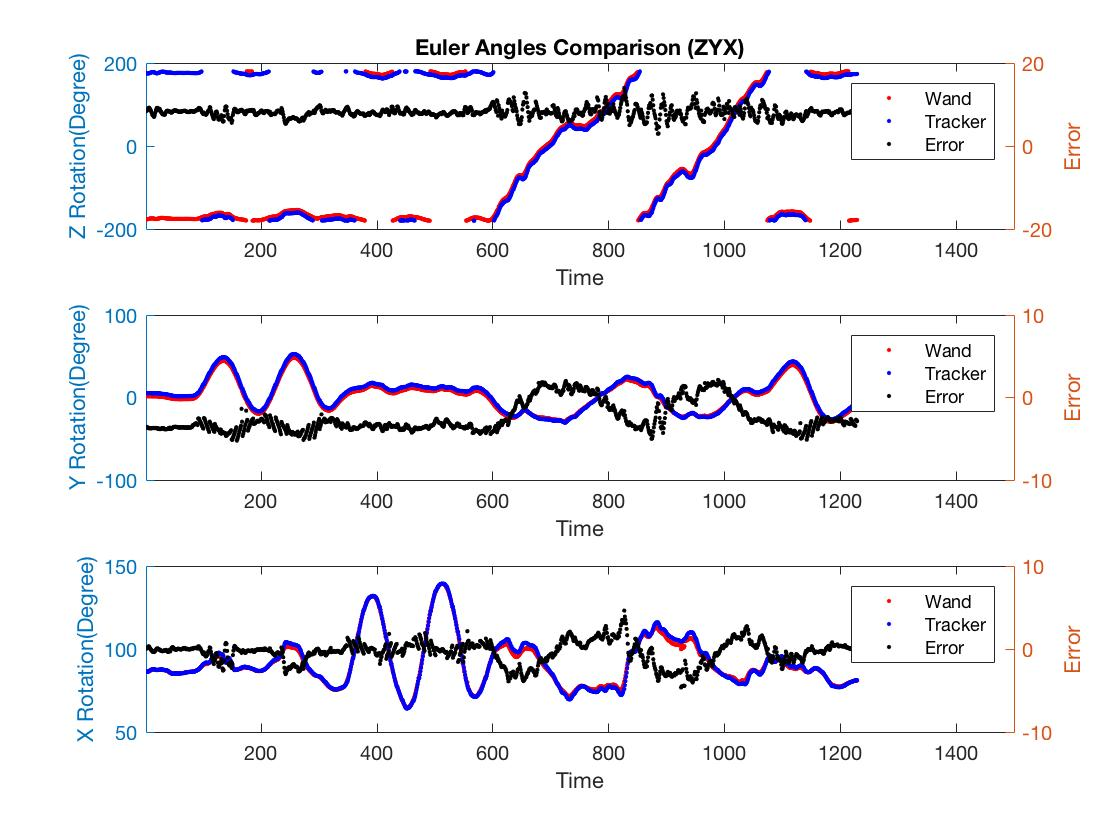 Euler Angles Comparison (ZYX)
Z Rotation(Degree)
200
0
-200
20
0
-20
Error
Wand
Tracker
Error
200 400 600 800 1000 1200 1400
Time
Y Rotation(Degree)
100
0
-100
10
0
-10
Error
Wand
Tracker
Error
200 400 600 800 1000 1200 1400
Time
X Rotation(Degree)
150
100
50
10
0
-10
Error
Wand
Tracker
Error
200 400 600 800 1000 1200 1400
Time